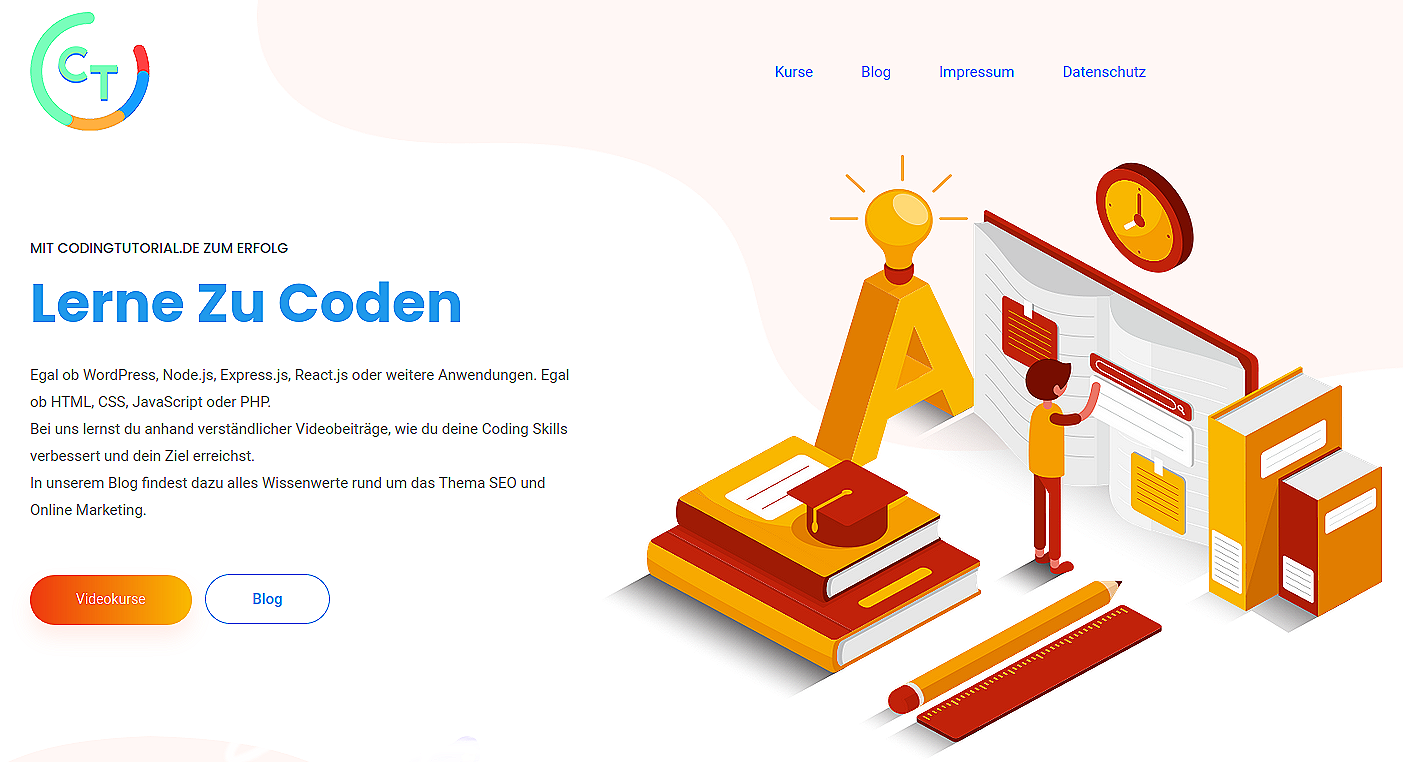 CT
Kurse Blog Impressum Datenschutz
MIT CODINGTUTORIAL.DE ZUM ERFOLG
Lerne Zu Coden
Egal ob WordPress, Node.js, Express.js, React.js oder weitere Anwendungen. Egal
ob HTML, CSS, JavaScript oder PHP.
Bei uns lernst du anhand verständlicher Videobeiträge, wie du deine Coding Skills
verbessert und dein Ziel erreichst.
In unserem Blog findest dazu alles Wissenwerte rund um das Thema SEO und
Online Marketing.
Videokurse Blog
A